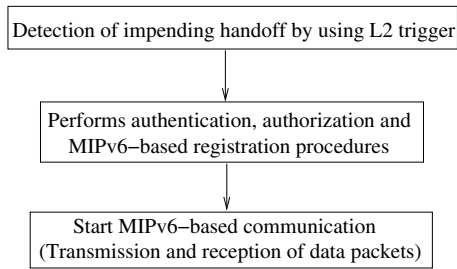 Detection of impending handoff by using L2 trigger
Performs authentication, authorization and
MIPv6−based registration procedures
Start MIPv6−based communication
(Transmission and reception of data packets)